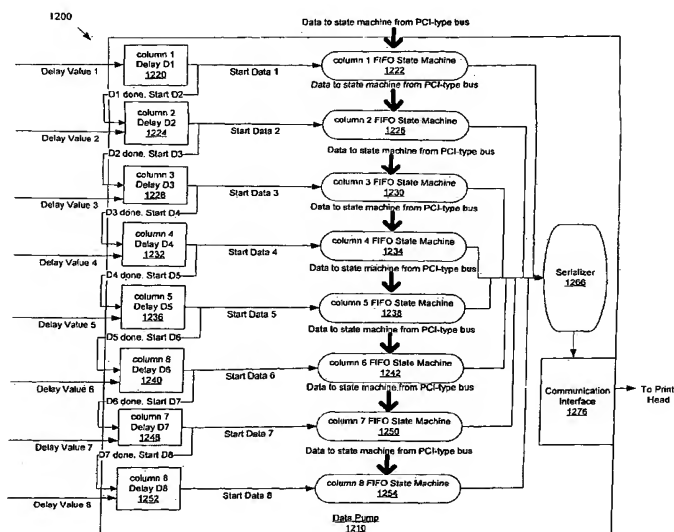 1200
Data to state machine from PCI-type bus
Delay Value 1
column 1
Delay D1
1220
Start Data 1
column 1 FIFO State Machine
1222
D1 done. Start D2
Data to state machine from PCI-type bus
Delay Value 2
column 2
Delay D2
1224
Start Data 2
column 2 FIFO State Machine
1226
D2 done. Start D3
Data to state machine from PCI-type bus
Delay Value 3
column 3
Delay D3
1228
Start Data 3
column 3 FIFO State Machine
1230
D3 done. Start D4
Data to state machine from PCI-type bus
Delay Value 4
column 4
Delay D4
1232
Start Data 4
column 4 FIFO State Machine
1234
Serializer
1266
D4 done. Start D5
Data to state machine from PCI-type bus
Delay Value 5
column 5
Delay D5
1236
Start Data 5
column 5 FIFO State Machine
1238
D5 done. Start D6
Data to state machine from PCI-type bus
Delay Value 6
column 6
Delay D6
1240
Start Data 6
column 6 FIFO State Machine
1242
Communication
Interface
1276
To Print
Head
D6 done. Start D7
Data to state machine from PCI-type bus
Delay Value 7
column 7
Delay D7
1248
Start Data 7
column 7 FIFO State Machine
1250
D7 done. Start D8
Data to state machine from PCI-type bus
Delay Value 8
column 8
Delay D8
1252
Start Data 8
column 8 FIFO State Machine
1254
Data Pump
1210